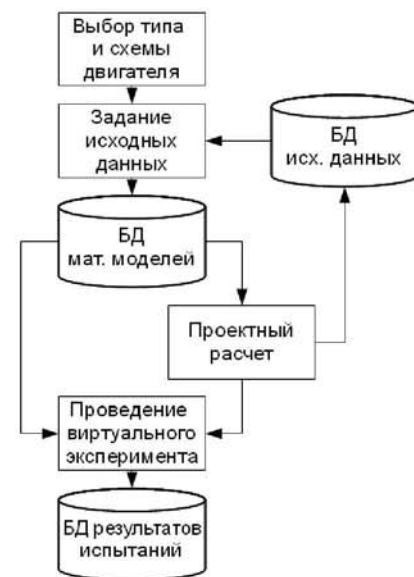 Выбор типа
и схемы
двигателя
Задание
исходных
данных
БД
исх. данных
БД
мат. моделей
Проектный
расчет
Проведение
виртуального
эксперимента
БД результатов
испытаний